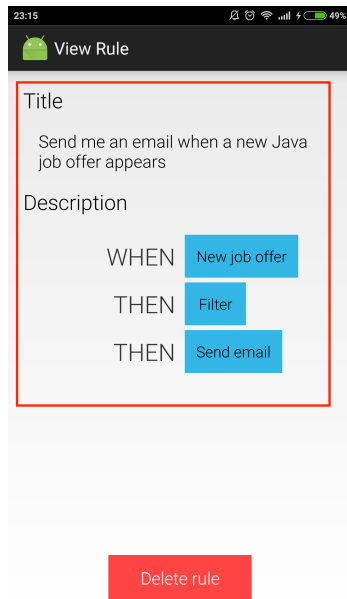 23:15 49%
View Rule
Title
Send me an email when a new Java
job offer appears
Description
WHEN New job offer
THEN Filter
THEN Send email
Delete rule